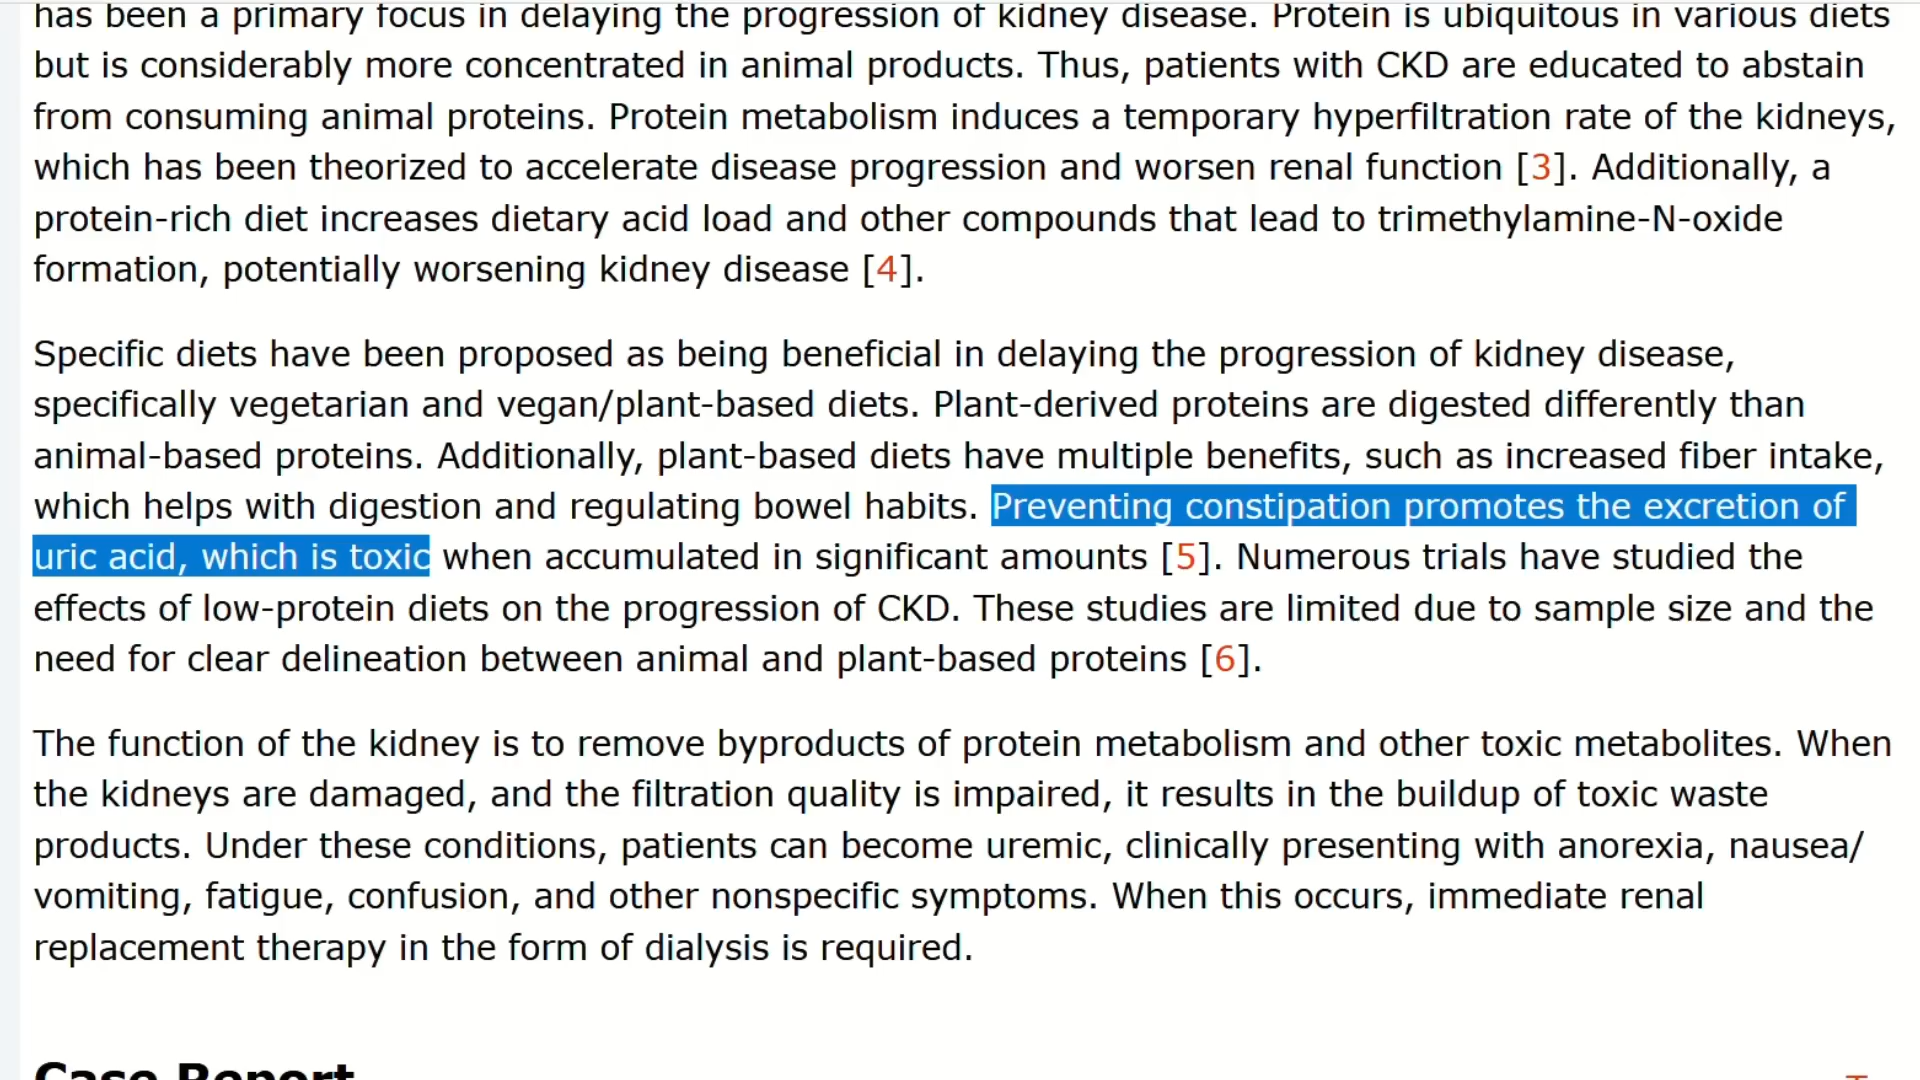 has been a primary focus in delaying the progression of kidney disease. Protein is ubiquitous in various diets
but is considerably more concentrated in animal products. Thus, patients with CKD are educated to abstain
from consuming animal proteins. Protein metabolism induces a temporary hyperfiltration rate of the kidneys,
which has been theorized to accelerate disease progression and worsen renal function [3]. Additionally, a
protein-rich diet increases dietary acid load and other compounds that lead to trimethylamine-N-oxide
formation, potentially worsening kidney disease [4].
Specific diets have been proposed as being beneficial in delaying the progression of kidney disease,
specifically vegetarian and vegan/plant-based diets. Plant-derived proteins are digested differently than
animal-based proteins. Additionally, plant-based diets have multiple benefits, such as increased fiber intake,
which helps with digestion and regulating bowel habits. Preventing constipation promotes the excretion of
uric acid, which is toxic when accumulated in significant amounts [5]. Numerous trials have studied the
effects of low-protein diets on the progression of CKD. These studies are limited due to sample size and the
need for clear delineation between animal and plant-based proteins [6].
The function of the kidney is to remove byproducts of protein metabolism and other toxic metabolites. When
the kidneys are damaged, and the filtration quality is impaired, it results in the buildup of toxic waste
products. Under these conditions, patients can become uremic, clinically presenting with anorexia, nausea/
vomiting, fatigue, confusion, and other nonspecific symptoms. When this occurs, immediate renal
replacement therapy in the form of dialysis is required.
Case Report